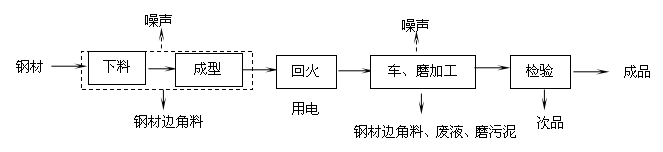 噪声
噪声
钢材
下料
成型
回火
车、磨加工
检验
成品
用电
钢材边角料
钢材边角料、废液、磨污泥
次品